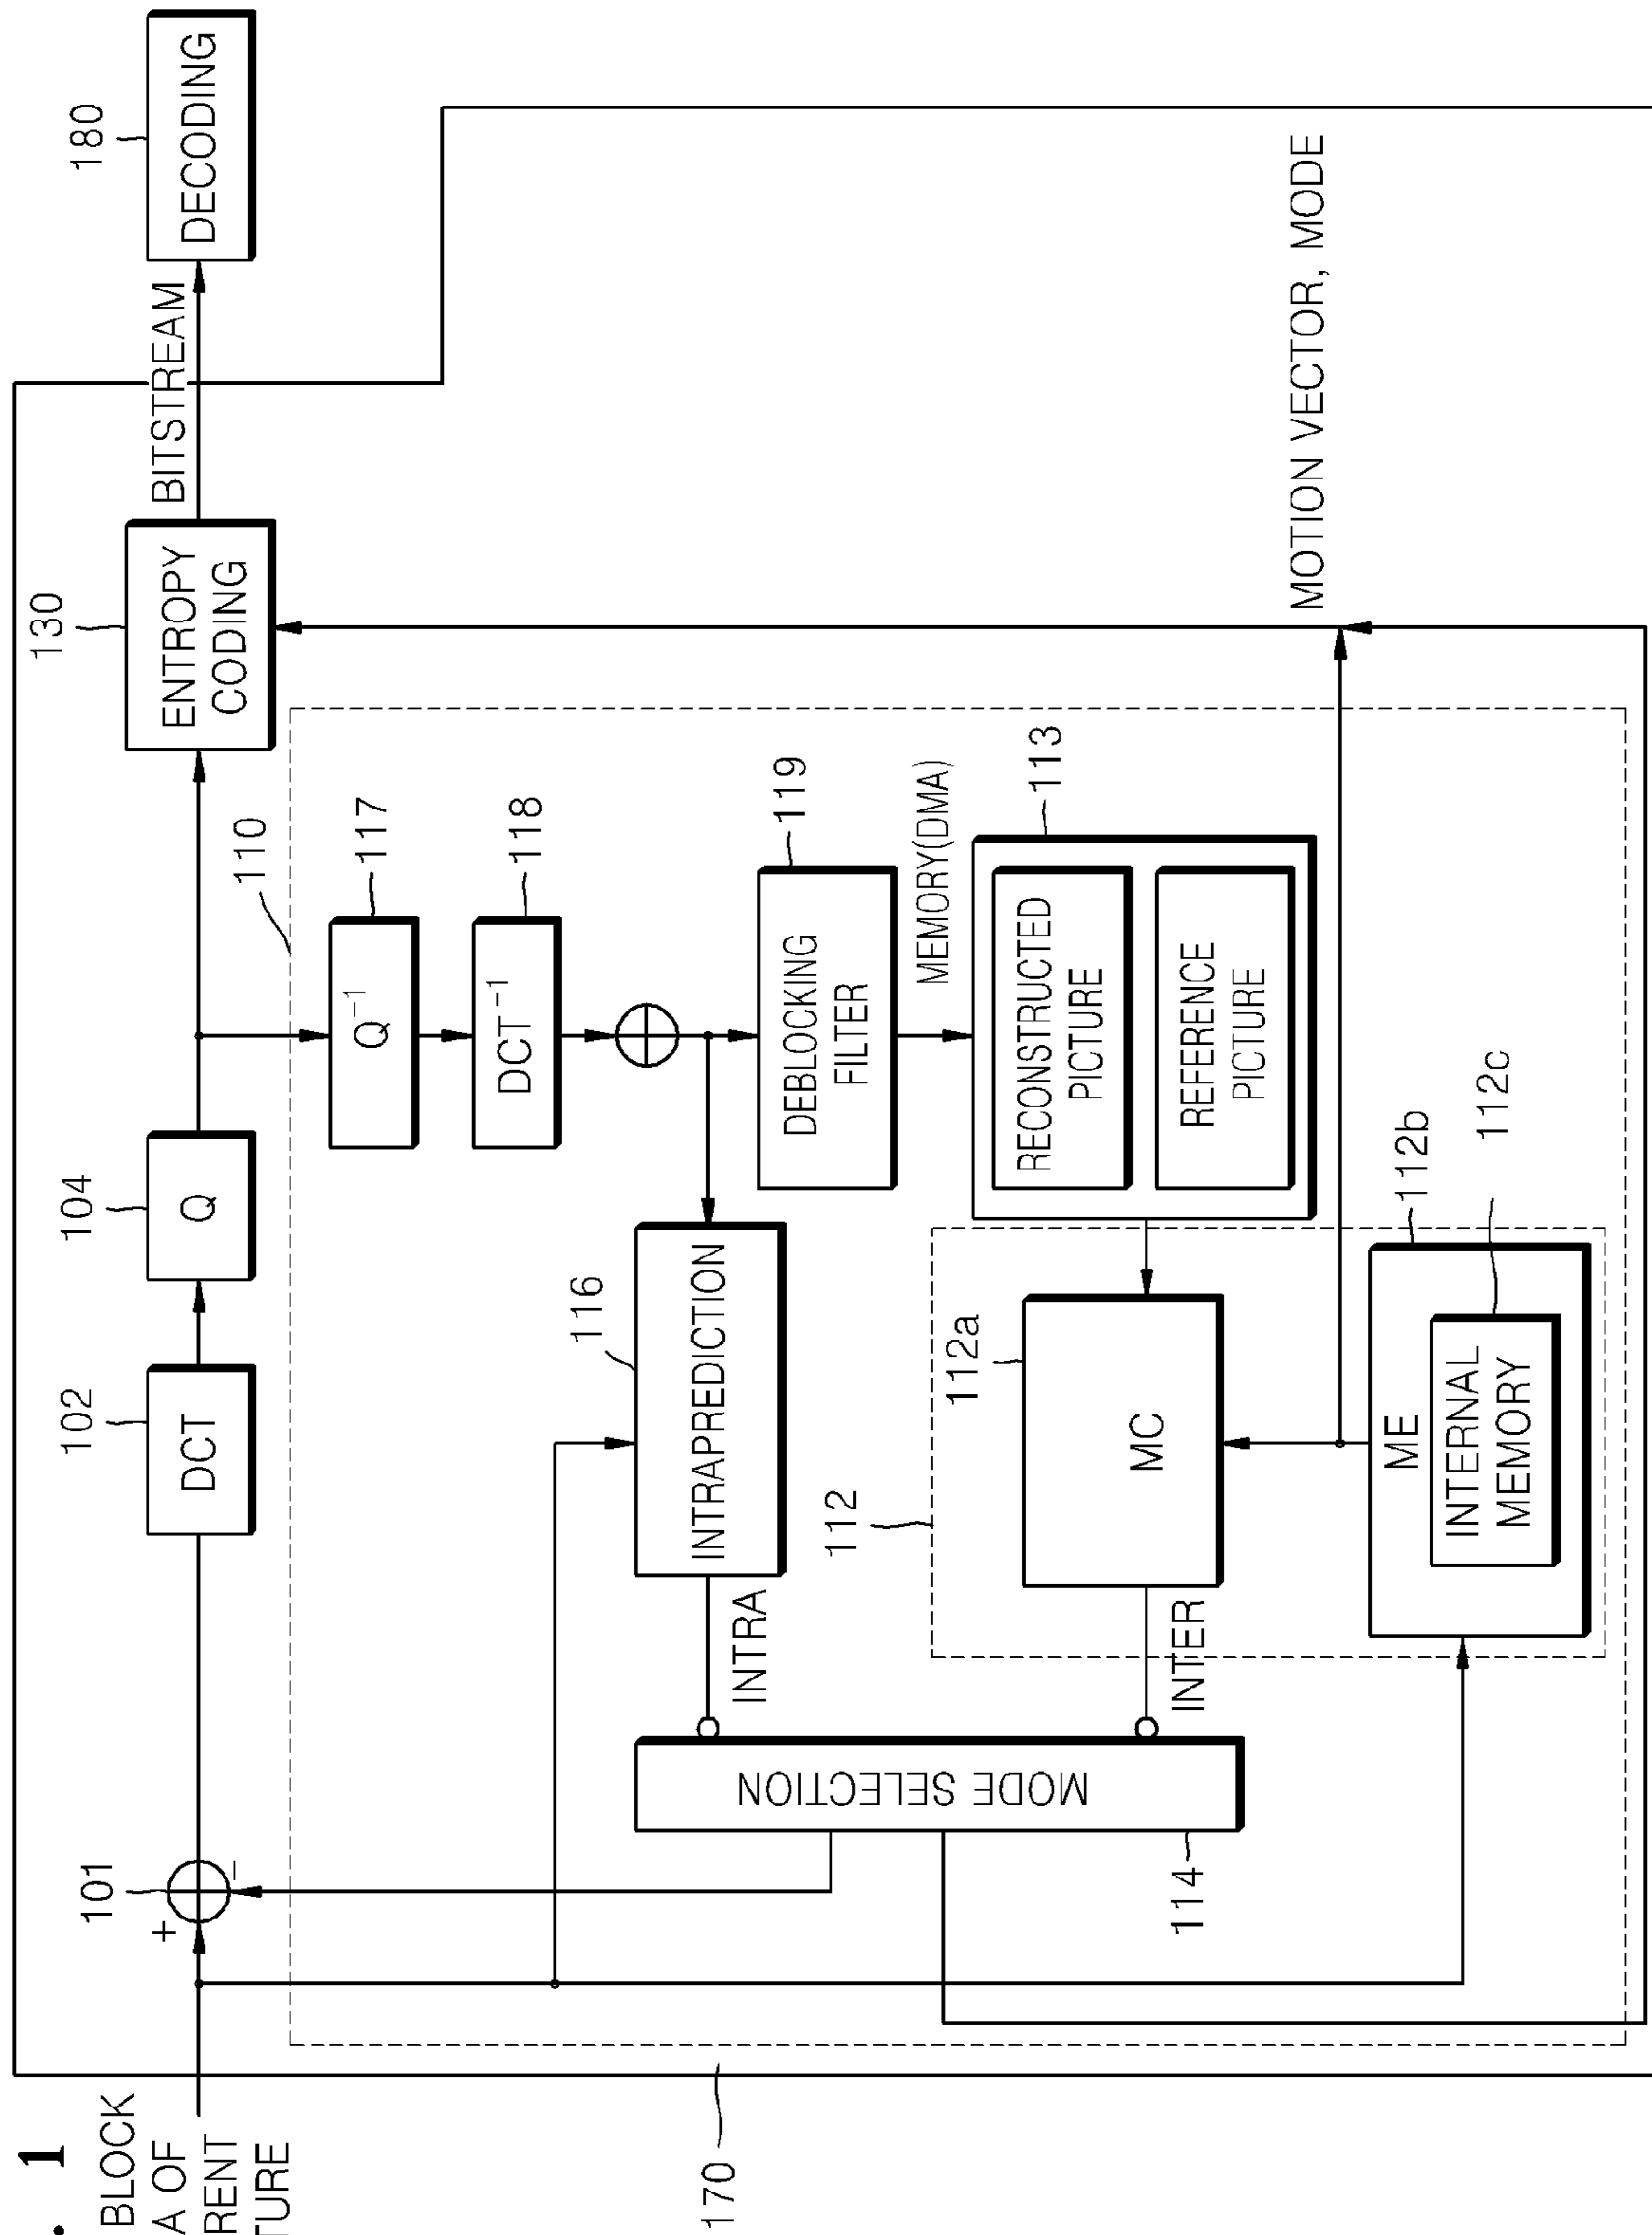 . 1
BLOCK
A OF
RENT
TURE
101
+
−
102
DCT
104
Q
130
ENTROPY
CODING
BITSTREAM
180
DECODING
110
Q⁻¹
117
DCT⁻¹
118
116
INTRAPREDICTION
INTRA
DEBLOCKING
FILTER
119
MEMORY(DMA)
113
RECONSTRUCTED
PICTURE
REFERENCE
PICTURE
112
112a
MC
INTER
MODE SELECTION
114
ME
112b
INTERNAL
MEMORY
112c
MOTION VECTOR, MODE
170